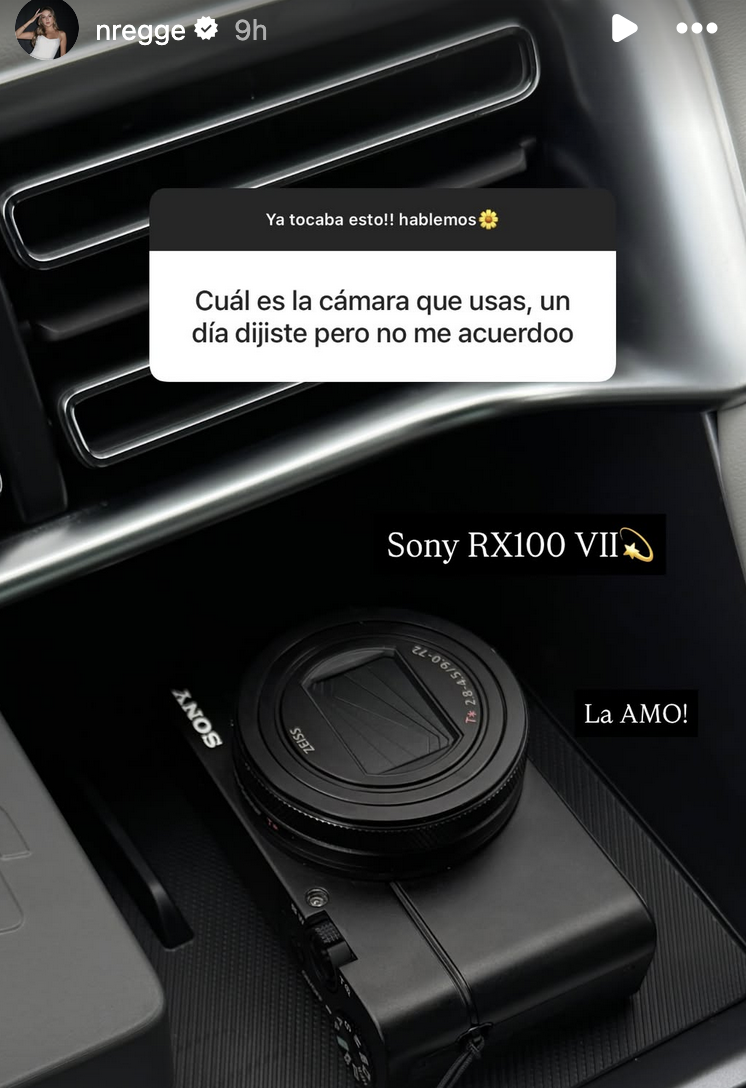 nregge 9h
Ya tocaba esto!! hablemos🌼
Cuál es la cámara que usas, un
día dijiste pero no me acuerdoo
Sony RX100 VII💫
La AMO!
2.8-4.5/9.0-72
T*
ZEISS
SONY